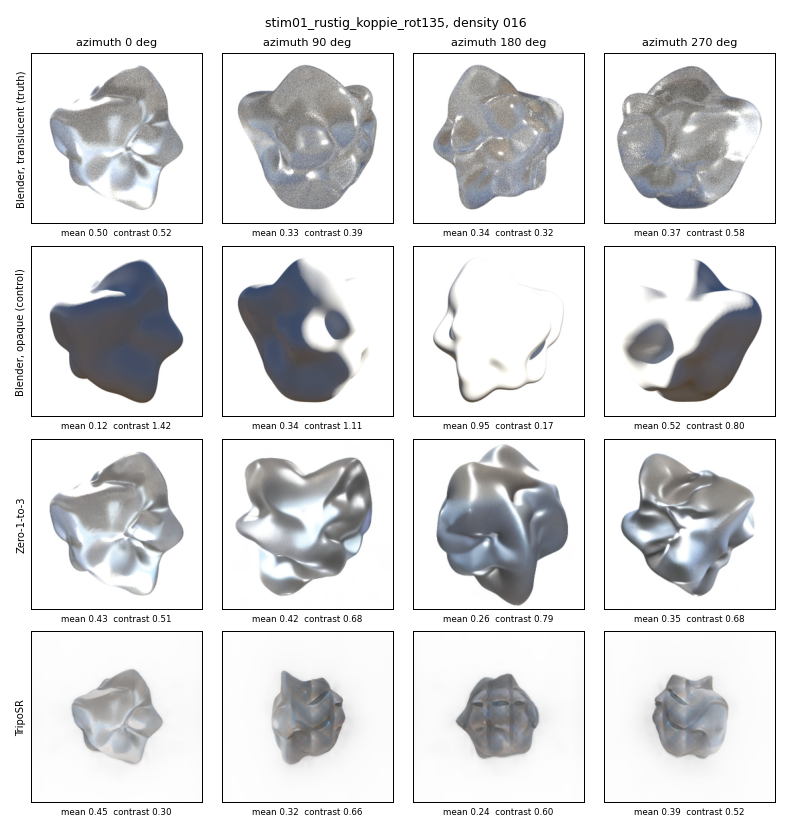 stim01_rustig_koppie_rot135, density 016
azimuth 0 deg
azimuth 90 deg
azimuth 180 deg
azimuth 270 deg
Blender, translucent (truth)
mean 0.50 contrast 0.52
mean 0.33 contrast 0.39
mean 0.34 contrast 0.32
mean 0.37 contrast 0.58
Blender, opaque (control)
mean 0.12 contrast 1.42
mean 0.34 contrast 1.11
mean 0.95 contrast 0.17
mean 0.52 contrast 0.80
Zero-1-to-3
mean 0.43 contrast 0.51
mean 0.42 contrast 0.68
mean 0.26 contrast 0.79
mean 0.35 contrast 0.68
TripoSR
mean 0.45 contrast 0.30
mean 0.32 contrast 0.66
mean 0.24 contrast 0.60
mean 0.39 contrast 0.52